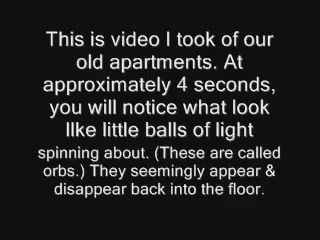 This is video I took of our
old apartments. At
approximately 4 seconds,
you will notice what look
lIke little balls of light
spinning about. (These are called
orbs.) They seemingly appear &
disappear back into the floor.